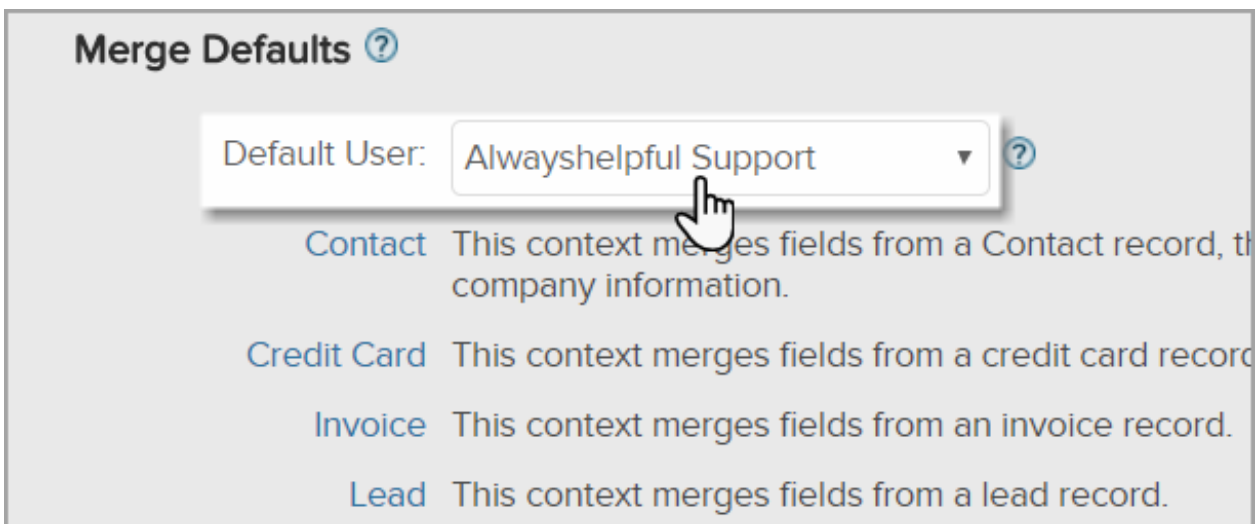 Merge Defaults ?
Default User: Alwayshelpful Support ?
Contact This context merges fields from a Contact record,
company information.
Credit Card This context merges fields from a credit card
Invoice This context merges fields from an invoice record.
Lead This context merges fields from a lead record.